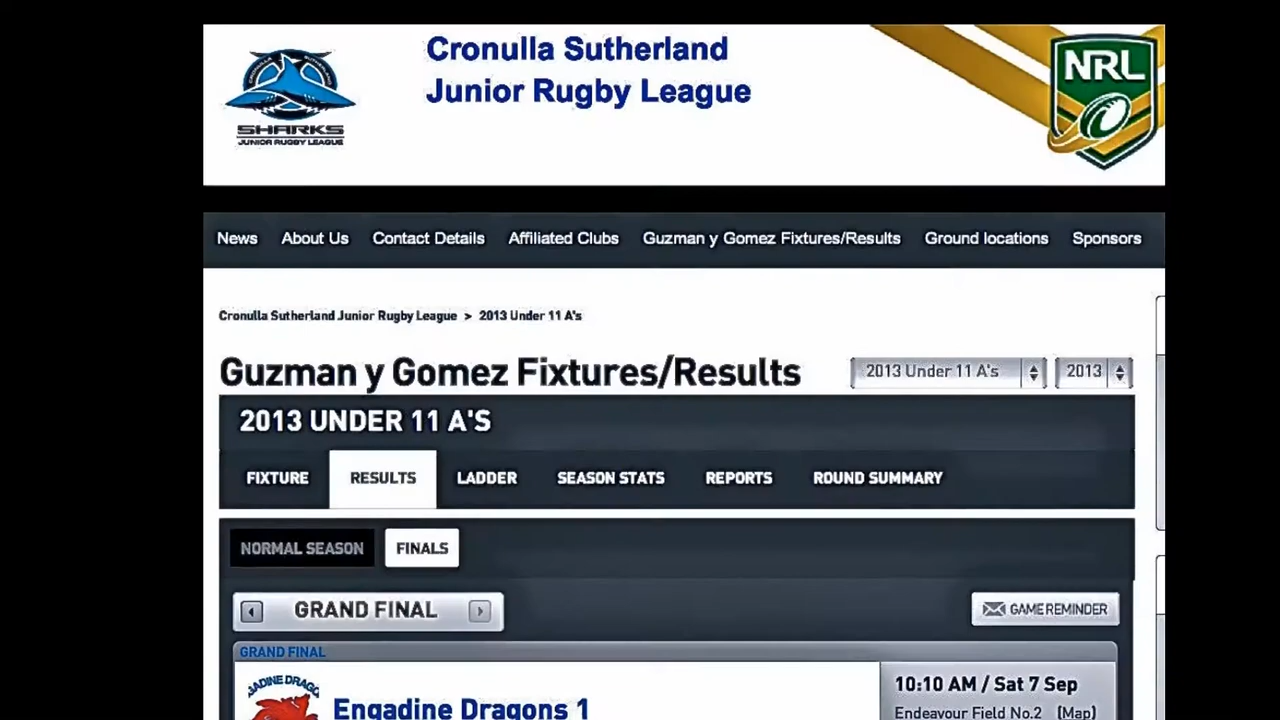 Cronulla Sutherland
Junior Rugby League
NRL
SHARKS
JUNIOR RUGBY LEAGUE
News About Us Contact Details Affiliated Clubs Guzman y Gomez Fixtures/Results Ground locations Sponsors
Cronulla Sutherland Junior Rugby League > 2013 Under 11 A's
Guzman y Gomez Fixtures/Results
2013 Under 11 A's
2013
2013 UNDER 11 A'S
FIXTURE RESULTS LADDER SEASON STATS REPORTS ROUND SUMMARY
NORMAL SEASON FINALS
GRAND FINAL
GAME REMINDER
GRAND FINAL
Engadine Dragons 1
10:10 AM / Sat 7 Sep
Endeavour Field No.2 (Map)